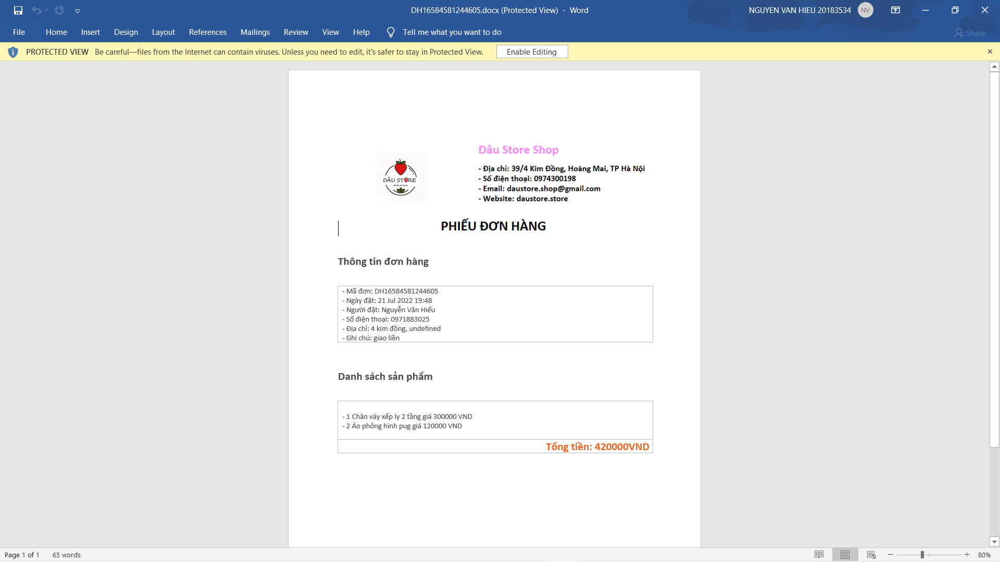 DH16584581244605.docx (Protected View) - Word
NGUYEN VAN HIEU 20183534
NV
File
Home
Insert
Design
Layout
References
Mailings
Review
View
Help
Tell me what you want to do
Share
PROTECTED VIEW Be careful—files from the Internet can contain viruses. Unless you need to edit, it's safer to stay in Protected View.
Enable Editing
DÂU STORE
Dâu Store Shop
- Địa chỉ: 39/4 Kim Đồng, Hoàng Mai, TP Hà Nội
- Số điện thoại: 0974300198
- Email: daustore.shop@gmail.com
- Website: daustore.store
PHIẾU ĐƠN HÀNG
Thông tin đơn hàng
- Mã đơn: DH16584581244605
- Ngày đặt: 21 Jul 2022 19:48
- Người đặt: Nguyễn Văn Hiếu
- Số điện thoại: 0971883025
- Địa chỉ: 4 kim đồng, undefined
- Ghi chú: giao liền
Danh sách sản phẩm
- 1 Chân váy xếp ly 2 tầng giá 300000 VND
- 2 Áo phông hình pug giá 120000 VND
Tổng tiền: 420000VND
Page 1 of 1
65 words
80%